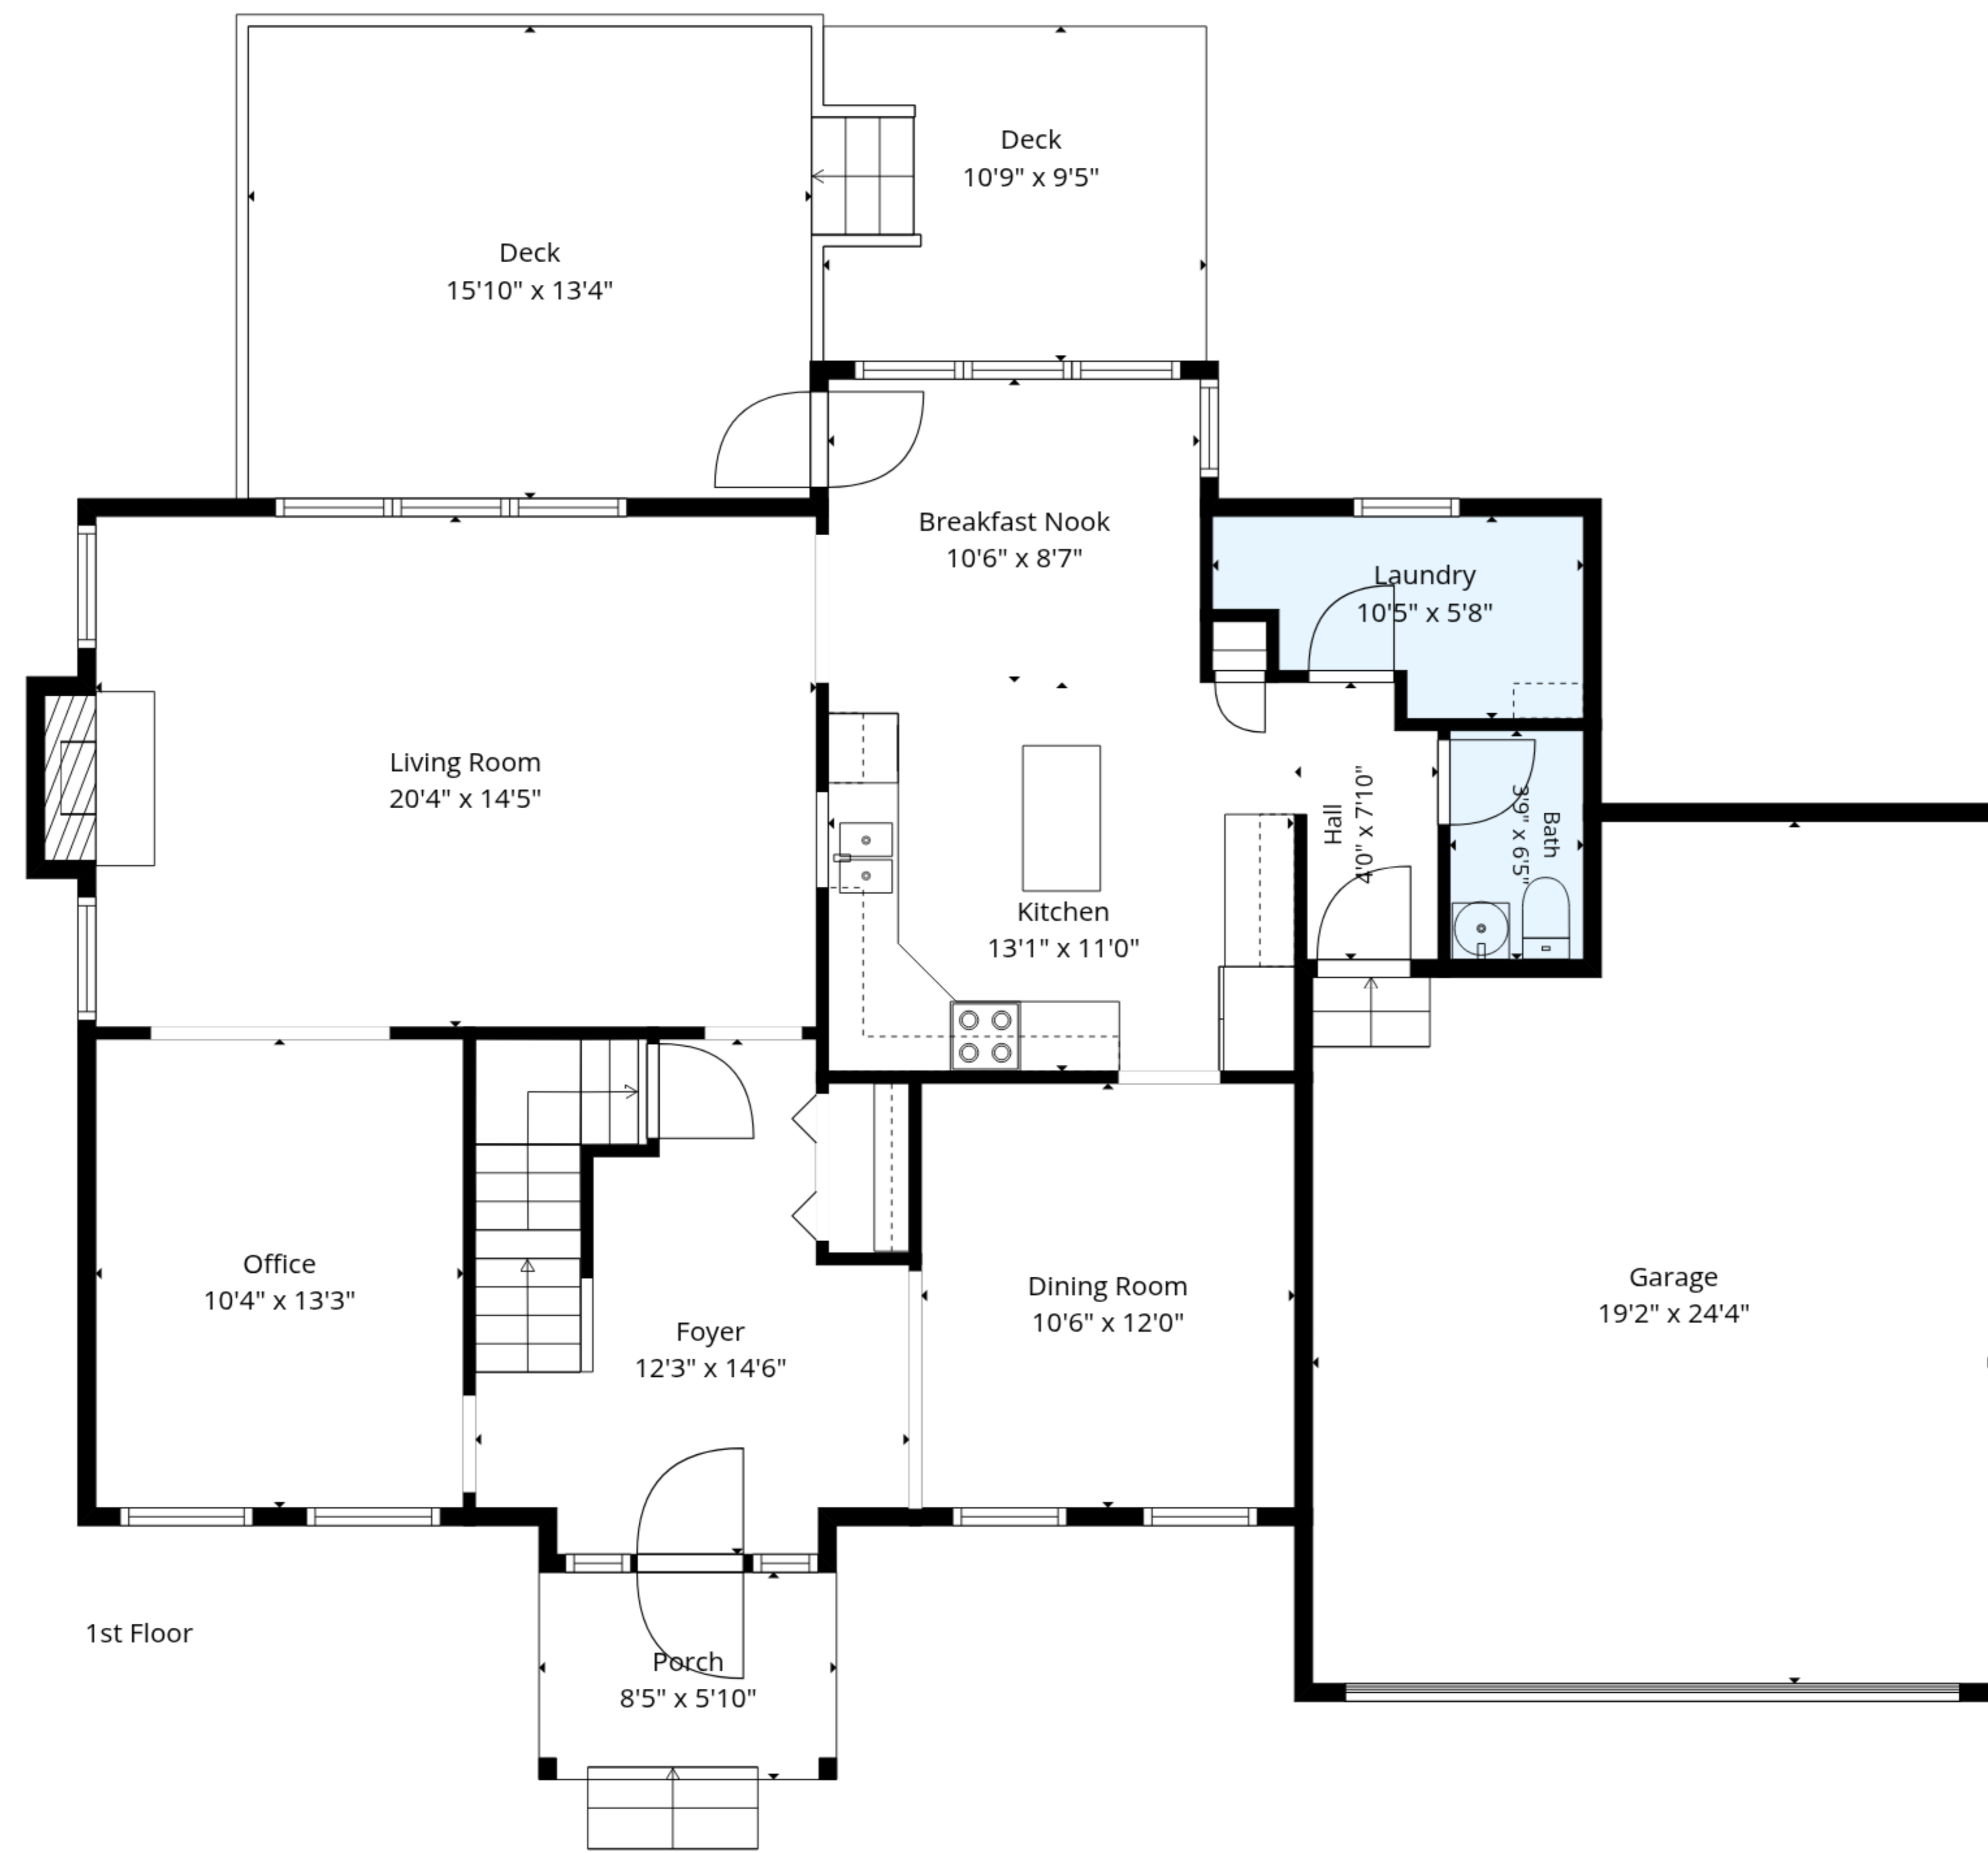 Deck
10'9" x 9'5"
Deck
15'10" x 13'4"
Breakfast Nook
10'6" x 8'7"
Laundry
10'5" x 5'8"
Living Room
20'4" x 14'5"
Hall
4'0" x 7'10"
Bath
3'9" x 6'5"
Kitchen
13'1" x 11'0"
Office
10'4" x 13'3"
Foyer
12'3" x 14'6"
Dining Room
10'6" x 12'0"
Garage
19'2" x 24'4"
1st Floor
Porch
8'5" x 5'10"